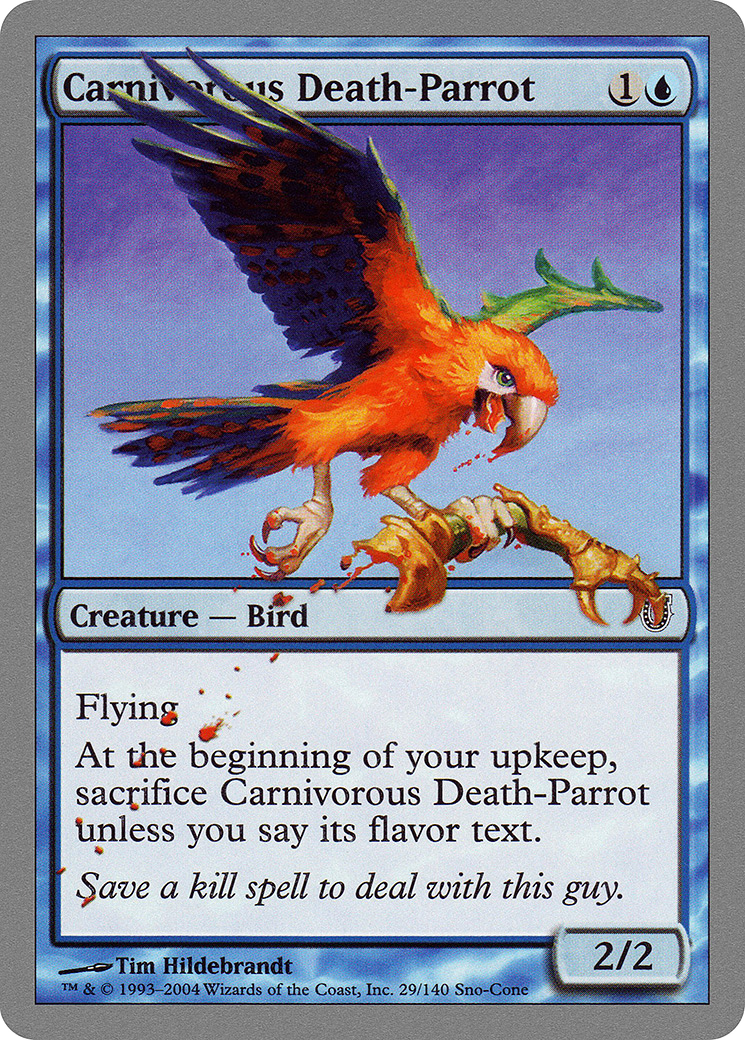 Carnivorous Death-Parrot 1
Creature — Bird
Flying
At the beginning of your upkeep,
sacrifice Carnivorous Death-Parrot
unless you say its flavor text.
Save a kill spell to deal with this guy.
2/2
Tim Hildebrandt
™ & © 1993–2004 Wizards of the Coast, Inc. 29/140 Sno-Cone